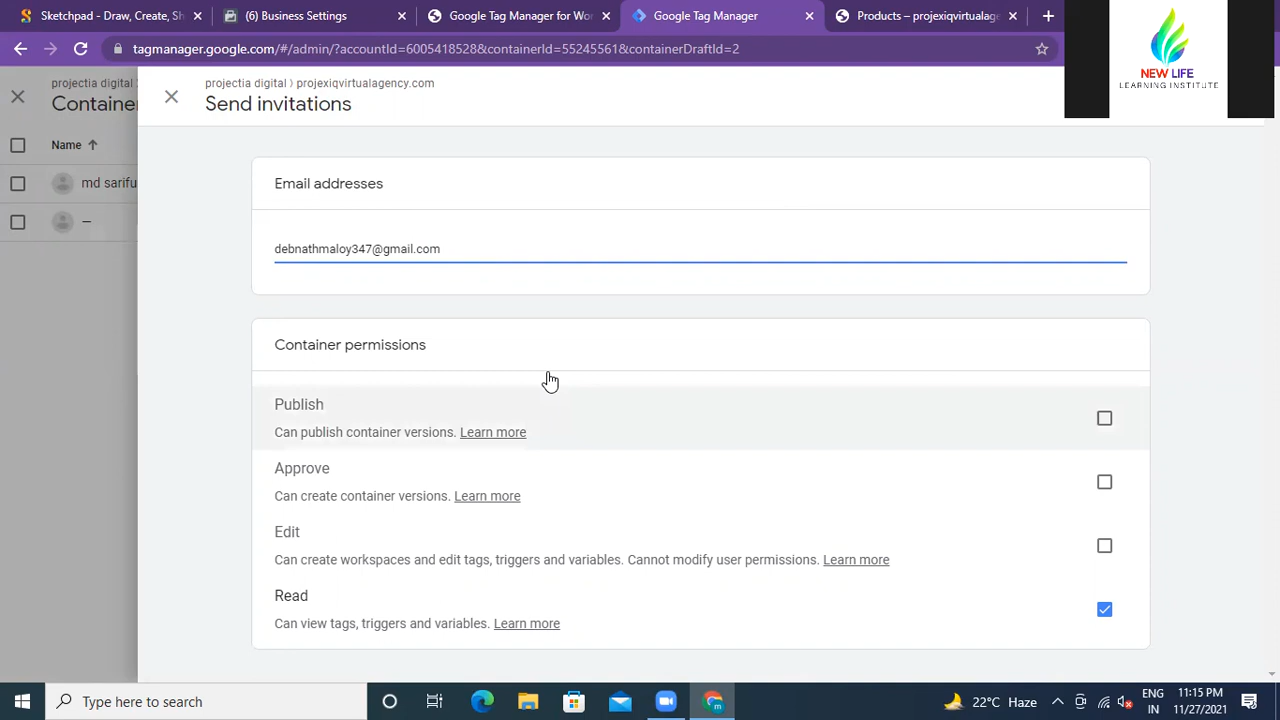 Sketchpad - Draw, Create, Sh
(6) Business Settings
Google Tag Manager for Wo
Google Tag Manager
Products – projexiqvirtualage
tagmanager.google.com/#/admin/?accountId=6005418528&containerId=55245561&containerDraftId=2
NEW LIFE
LEARNING INSTITUTE
projectia digital
Container
Name
md sarifu
–
projectia digital > projexiqvirtualagency.com
Send invitations
Email addresses
debnathmaloy347@gmail.com
Container permissions
Publish
Can publish container versions. Learn more
Approve
Can create container versions. Learn more
Edit
Can create workspaces and edit tags, triggers and variables. Cannot modify user permissions. Learn more
Read
Can view tags, triggers and variables. Learn more
Type here to search
22°C Haze
ENG
IN
11:15 PM
11/27/2021